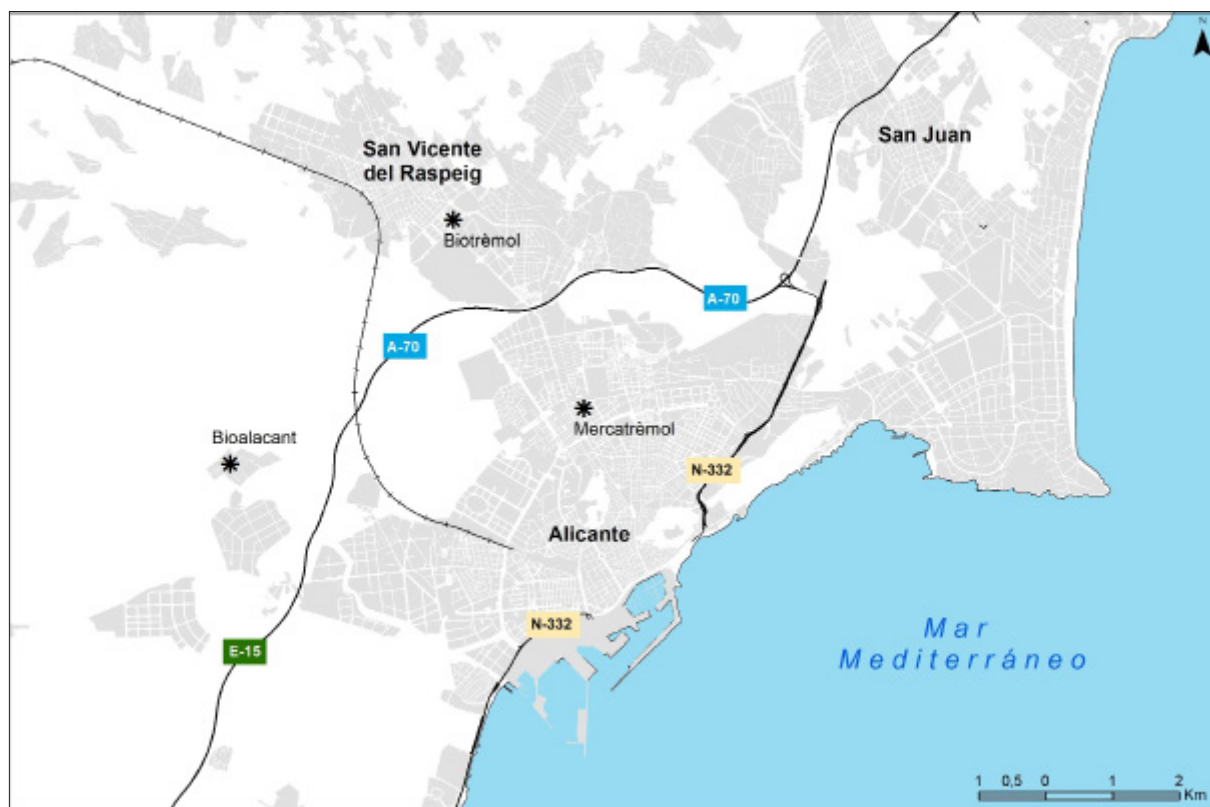 N
San Juan
San Vicente
del Raspeig
Biotrèmol
A-70
A-70
Mercatrèmol
Bioalacant
N-332
Alicante
N-332
Mar
Mediterráneo
E-15
1 0,5 0 1 2
Km